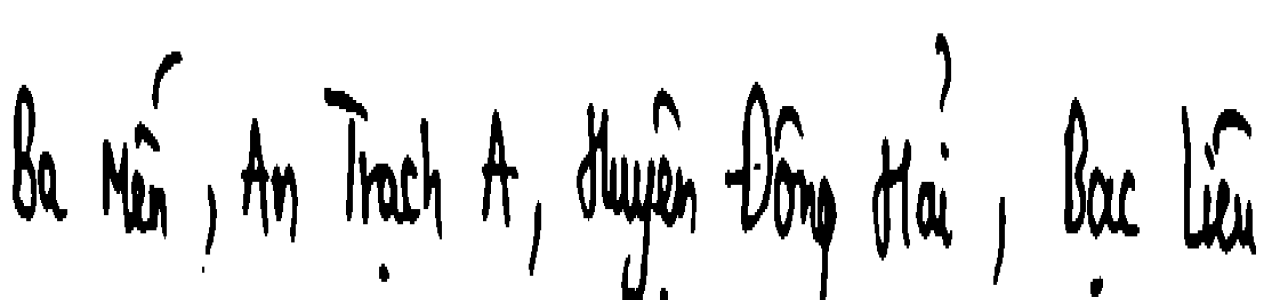 Ba Mến, An Trạch A, Huyện Đông Hải, Bạc Liêu